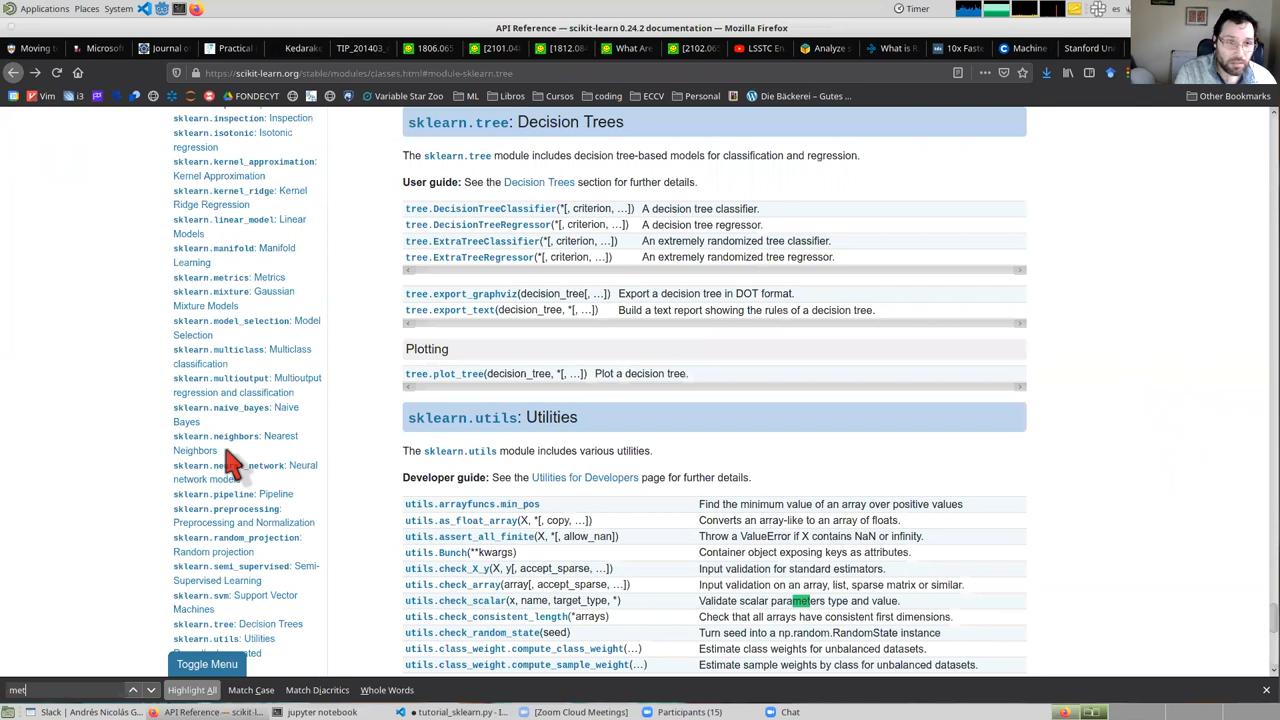 Applications Places System Timer es
API Reference — scikit-learn 0.24.2 documentation — Mozilla Firefox
Moving to Microsoft Journal of Practical Kedarake TIP_201403_ 1806.065 [2101.048 0812.084 What Are [2102.065 LSSTC En Analyze s What is R 10x Faste Machine Stanford Un
https://scikit-learn.org/stable/modules/classes.html#module-sklearn.tree
Vim i3 FONDECYT Variable Star Zoo ML Libros Cursos coding ECCV Personal Die Bäckerei – Gutes ... Other Bookmarks
sklearn.inspection: Inspection
sklearn.isotonic: Isotonic
regression
sklearn.kernel_approximation:
Kernel Approximation
sklearn.kernel_ridge: Kernel
Ridge Regression
sklearn.linear_model: Linear
Models
sklearn.manifold: Manifold
Learning
sklearn.metrics: Metrics
sklearn.mixture: Gaussian
Mixture Models
sklearn.model_selection: Model
Selection
sklearn.multiclass: Multiclass
classification
sklearn.multioutput: Multioutput
regression and classification
sklearn.naive_bayes: Naive
Bayes
sklearn.neighbors: Nearest
Neighbors
sklearn.neural_network: Neural
network models
sklearn.pipeline: Pipeline
sklearn.preprocessing:
Preprocessing and Normalization
sklearn.random_projection:
Random projection
sklearn.semi_supervised: Semi-
Supervised Learning
sklearn.svm: Support Vector
Machines
sklearn.tree: Decision Trees
sklearn.utils: Utilities
Toggle Menu
sklearn.tree: Decision Trees
The sklearn.tree module includes decision tree-based models for classification and regression.
User guide: See the Decision Trees section for further details.
tree.DecisionTreeClassifier(*[, criterion, …]) A decision tree classifier.
tree.DecisionTreeRegressor(*[, criterion, …]) A decision tree regressor.
tree.ExtraTreeClassifier(*[, criterion, …]) An extremely randomized tree classifier.
tree.ExtraTreeRegressor(*[, criterion, …]) An extremely randomized tree regressor.
tree.export_graphviz(decision_tree[, …]) Export a decision tree in DOT format.
tree.export_text(decision_tree, *[, …]) Build a text report showing the rules of a decision tree.
Plotting
tree.plot_tree(decision_tree, *[, …]) Plot a decision tree.
sklearn.utils: Utilities
The sklearn.utils module includes various utilities.
Developer guide: See the Utilities for Developers page for further details.
utils.arrayfuncs.min_pos Find the minimum value of an array over positive values
utils.as_float_array(X, *[, copy, …]) Converts an array-like to an array of floats.
utils.assert_all_finite(X, *[, allow_nan]) Throw a ValueError if X contains NaN or infinity.
utils.Bunch(**kwargs) Container object exposing keys as attributes.
utils.check_X_y(X, y[, accept_sparse, …]) Input validation for standard estimators.
utils.check_array(array[, accept_sparse, …]) Input validation on an array, list, sparse matrix or similar.
utils.check_scalar(x, name, target_type, *) Validate scalar parameters type and value.
utils.check_consistent_length(*arrays) Check that all arrays have consistent first dimensions.
utils.check_random_state(seed) Turn seed into a np.random.RandomState instance
utils.class_weight.compute_class_weight(…) Estimate class weights for unbalanced datasets.
utils.class_weight.compute_sample_weight(…) Estimate sample weights by class for unbalanced datasets.
met Highlight All Match Case Match Diacritics Whole Words
Slack | Andrés Nicolás G... API Reference — scikit-l... jupyter notebook • tutorial_sklearn.py - I... [Zoom Cloud Meetings] Participants (15) Chat